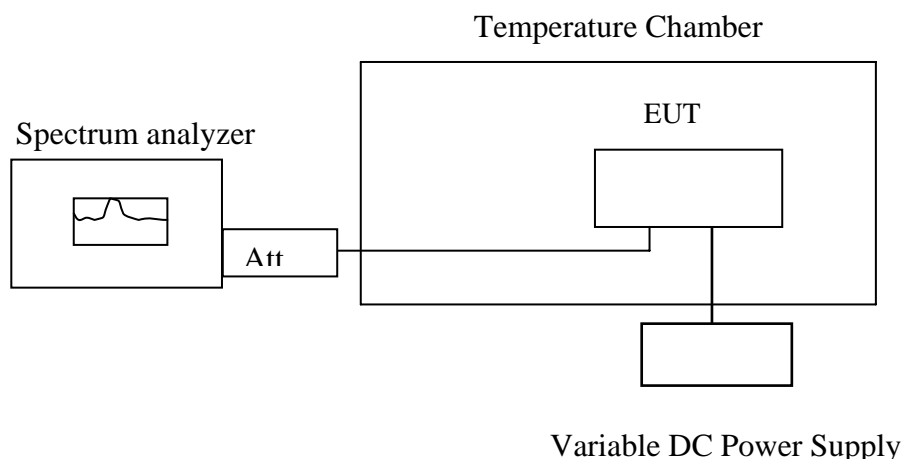 Temperature Chamber
EUT
Spectrum analyzer
Att
Variable DC Power Supply